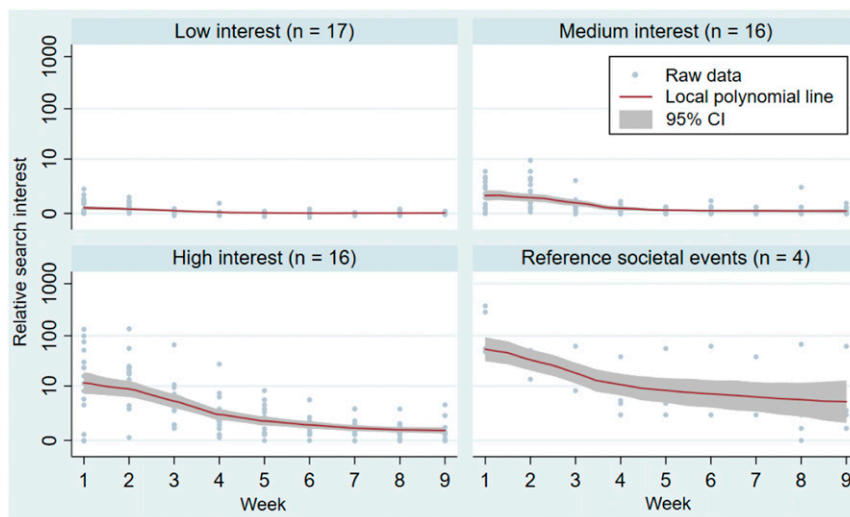 Low interest (n = 17)
Medium interest (n = 16)
Raw data
Local polynomial line
95% CI
1000
100
10
0
High interest (n = 16)
Reference societal events (n = 4)
1000
100
10
0
Relative search interest
1 2 3 4 5 6 7 8 9
1 2 3 4 5 6 7 8 9
Week
Week